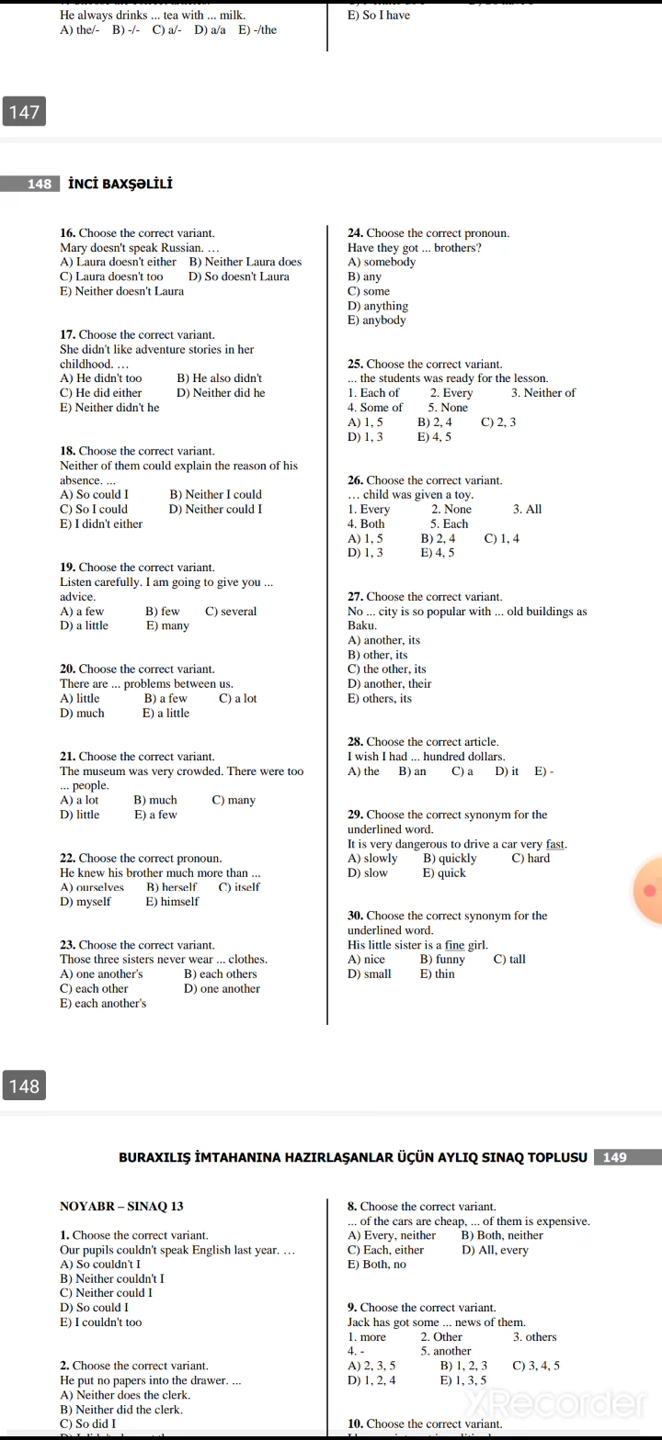 He always drinks ... tea with ... milk.
A) the/- B) -/- C) a/- D) a/a E) -/the
E) So I have
147
148 İNCİ BAXŞƏLİLİ
16. Choose the correct variant.
Mary doesn't speak Russian. …
A) Laura doesn't either B) Neither Laura does
C) Laura doesn't too D) So doesn't Laura
E) Neither doesn't Laura
17. Choose the correct variant.
She didn't like adventure stories in her
childhood. …
A) He didn't too B) He also didn't
C) He did either D) Neither did he
E) Neither didn't he
18. Choose the correct variant.
Neither of them could explain the reason of his
absence. ...
A) So could I B) Neither I could
C) So I could D) Neither could I
E) I didn't either
19. Choose the correct variant.
Listen carefully. I am going to give you ...
advice.
A) a few B) few C) several
D) a little E) many
20. Choose the correct variant.
There are ... problems between us.
A) little B) a few C) a lot
D) much E) a little
21. Choose the correct variant.
The museum was very crowded. There were too
... people.
A) a lot B) much C) many
D) little E) a few
22. Choose the correct pronoun.
He knew his brother much more than ...
A) ourselves B) herself C) itself
D) myself E) himself
23. Choose the correct variant.
Those three sisters never wear ... clothes.
A) one another's B) each others
C) each other D) one another
E) each another's
24. Choose the correct pronoun.
Have they got ... brothers?
A) somebody
B) any
C) some
D) anything
E) anybody
25. Choose the correct variant.
... the students was ready for the lesson.
1. Each of 2. Every 3. Neither of
4. Some of 5. None
A) 1, 5 B) 2, 4 C) 2, 3
D) 1, 3 E) 4, 5
26. Choose the correct variant.
… child was given a toy.
1. Every 2. None 3. All
4. Both 5. Each
A) 1, 5 B) 2, 4 C) 1, 4
D) 1, 3 E) 4, 5
27. Choose the correct variant.
No ... city is so popular with ... old buildings as
Baku.
A) another, its
B) other, its
C) the other, its
D) another, their
E) others, its
28. Choose the correct article.
I wish I had ... hundred dollars.
A) the B) an C) a D) it E) -
29. Choose the correct synonym for the
underlined word.
It is very dangerous to drive a car very fast.
A) slowly B) quickly C) hard
D) slow E) quick
30. Choose the correct synonym for the
underlined word.
His little sister is a fine girl.
A) nice B) funny C) tall
D) small E) thin
148
BURAXILIŞ İMTAHANINA HAZIRLAŞANLAR ÜÇÜN AYLIQ SINAQ TOPLUSU 149
NOYABR – SINAQ 13
1. Choose the correct variant.
Our pupils couldn't speak English last year. …
A) So couldn't I
B) Neither couldn't I
C) Neither could I
D) So could I
E) I couldn't too
2. Choose the correct variant.
He put no papers into the drawer. ...
A) Neither does the clerk.
B) Neither did the clerk.
C) So did I
8. Choose the correct variant.
... of the cars are cheap, ... of them is expensive.
A) Every, neither B) Both, neither
C) Each, either D) All, every
E) Both, no
9. Choose the correct variant.
Jack has got some ... news of them.
1. more 2. Other 3. others
4. - 5. another
A) 2, 3, 5 B) 1, 2, 3 C) 3, 4, 5
D) 1, 2, 4 E) 1, 3, 5
10. Choose the correct variant.
XRecorder